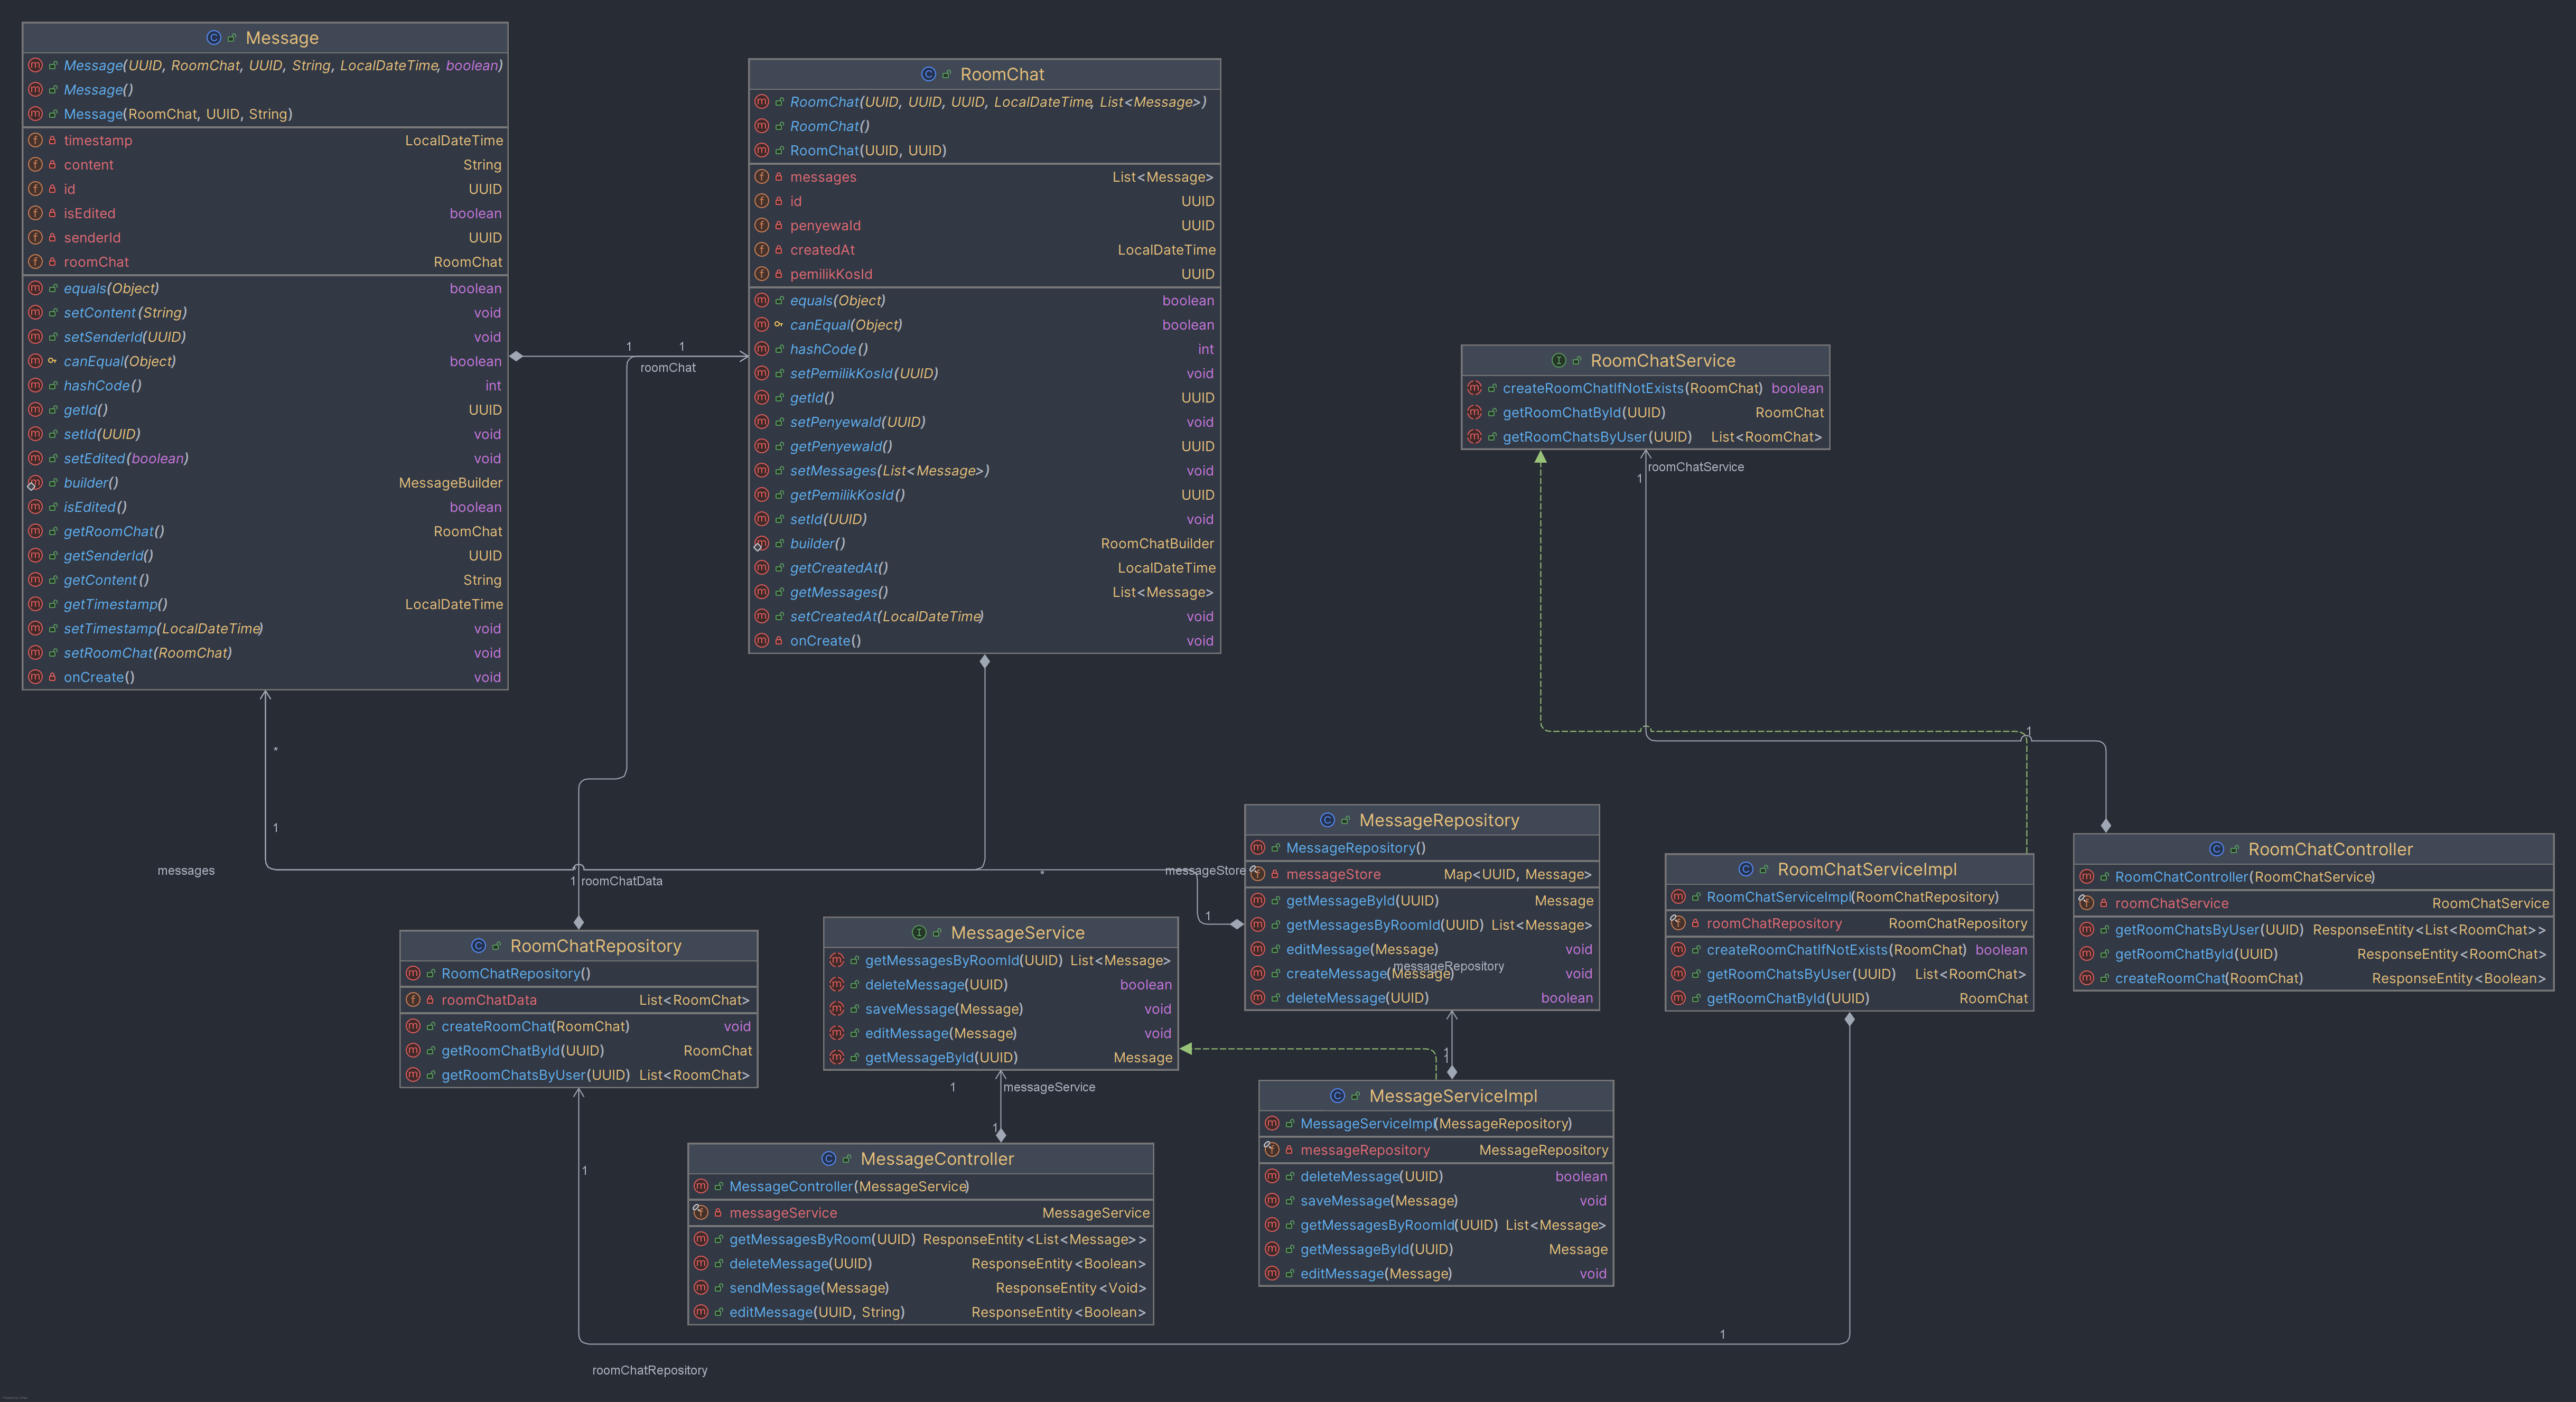 Message
Message(UUID, RoomChat, UUID, String, LocalDateTime, boolean)
Message()
Message(RoomChat, UUID, String)
timestamp LocalDateTime
content String
id UUID
isEdited boolean
senderId UUID
roomChat RoomChat
equals(Object) boolean
setContent(String) void
setSenderId(UUID) void
canEqual(Object) boolean
hashCode() int
getId() UUID
setId(UUID) void
setEdited(boolean) void
builder() MessageBuilder
isEdited() boolean
getRoomChat() RoomChat
getSenderId() UUID
getContent() String
getTimestamp() LocalDateTime
setTimestamp(LocalDateTime) void
setRoomChat(RoomChat) void
onCreate() void
RoomChat
RoomChat(UUID, UUID, UUID, LocalDateTime, List<Message>)
RoomChat()
RoomChat(UUID, UUID)
messages List<Message>
id UUID
penyewaId UUID
createdAt LocalDateTime
pemilikKosId UUID
equals(Object) boolean
canEqual(Object) boolean
hashCode() int
setPemilikKosId(UUID) void
getId() UUID
setPenyewaId(UUID) void
getPenyewaId() UUID
setMessages(List<Message>) void
getPemilikKosId() UUID
setId(UUID) void
builder() RoomChatBuilder
getCreatedAt() LocalDateTime
getMessages() List<Message>
setCreatedAt(LocalDateTime) void
onCreate() void
1 1
roomChat
RoomChatService
createRoomChatIfNotExists(RoomChat) boolean
getRoomChatById(UUID) RoomChat
getRoomChatsByUser(UUID) List<RoomChat>
roomChatService
1
1
*
1
messages
1 roomChatData
*
messageStore
1
MessageRepository
MessageRepository()
messageStore Map<UUID, Message>
getMessageById(UUID) Message
getMessagesByRoomId(UUID) List<Message>
editMessage(Message) void
createMessage(Message) void
messageRepository
deleteMessage(UUID) boolean
RoomChatServiceImpl
RoomChatServiceImpl(RoomChatRepository)
roomChatRepository RoomChatRepository
createRoomChatIfNotExists(RoomChat) boolean
getRoomChatsByUser(UUID) List<RoomChat>
getRoomChatById(UUID) RoomChat
RoomChatController
RoomChatController(RoomChatService)
roomChatService RoomChatService
getRoomChatsByUser(UUID) ResponseEntity<List<RoomChat>>
getRoomChatById(UUID) ResponseEntity<RoomChat>
createRoomChat(RoomChat) ResponseEntity<Boolean>
RoomChatRepository
RoomChatRepository()
roomChatData List<RoomChat>
createRoomChat(RoomChat) void
getRoomChatById(UUID) RoomChat
getRoomChatsByUser(UUID) List<RoomChat>
MessageService
getMessagesByRoomId(UUID) List<Message>
deleteMessage(UUID) boolean
saveMessage(Message) void
editMessage(Message) void
getMessageById(UUID) Message
1 messageService
1
1
MessageController
MessageController(MessageService)
messageService MessageService
getMessagesByRoom(UUID) ResponseEntity<List<Message>>
deleteMessage(UUID) ResponseEntity<Boolean>
sendMessage(Message) ResponseEntity<Void>
editMessage(UUID, String) ResponseEntity<Boolean>
MessageServiceImpl
MessageServiceImpl(MessageRepository)
messageRepository MessageRepository
deleteMessage(UUID) boolean
saveMessage(Message) void
getMessagesByRoomId(UUID) List<Message>
getMessageById(UUID) Message
editMessage(Message) void
1
1
roomChatRepository